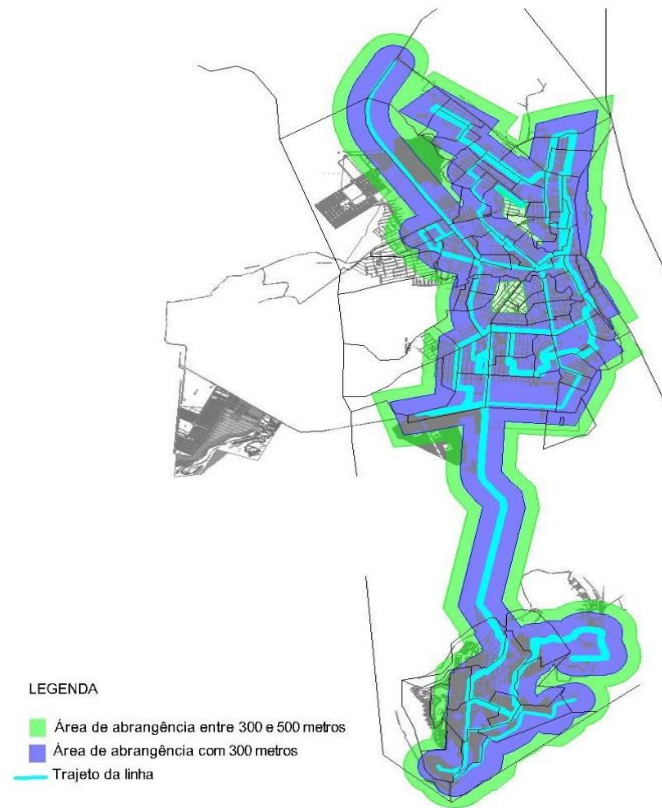 LEGENDA
Área de abrangência entre 300 e 500 metros
Área de abrangência com 300 metros
Trajeto da linha